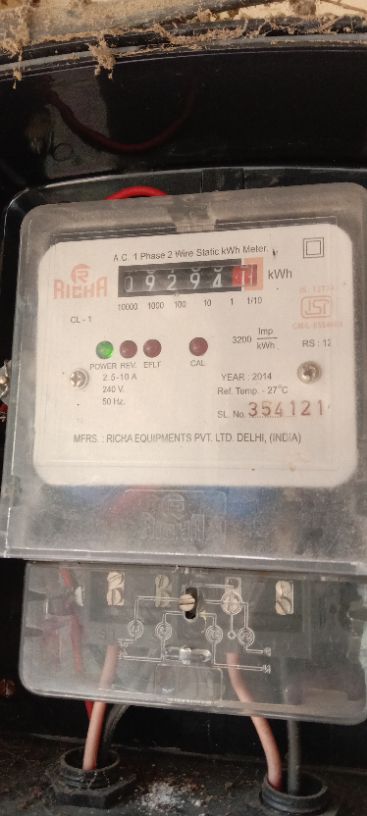 A.C. 1 Phase 2 Wire Static kWh Meter
R
RICHA
09294
kWh
10000 1000 100 10 1 1/10
CL - 1
ISI
3200 Imp/kWh
RS : 12
POWER REV. EFLT CAL
2.5-10 A
240 V.
50 Hz.
YEAR : 2014
Ref. Temp. - 27°C
SL. No. 354121
MFRS. : RICHA EQUIPMENTS PVT. LTD. DELHI, (INDIA)